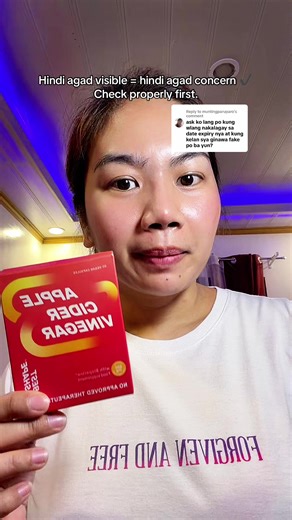 Hindi agad visible = hindi agad concern ✓
Check properly first.
ask ko lang po kung
wlang nakalagay sa
date expiry nya at kung
kelan sya ginawa fake
po ba yun?
APPLE
CIDER
VINEGAR
NO APPROVED THERAPEUTIC
FORGIVEN AND FREE